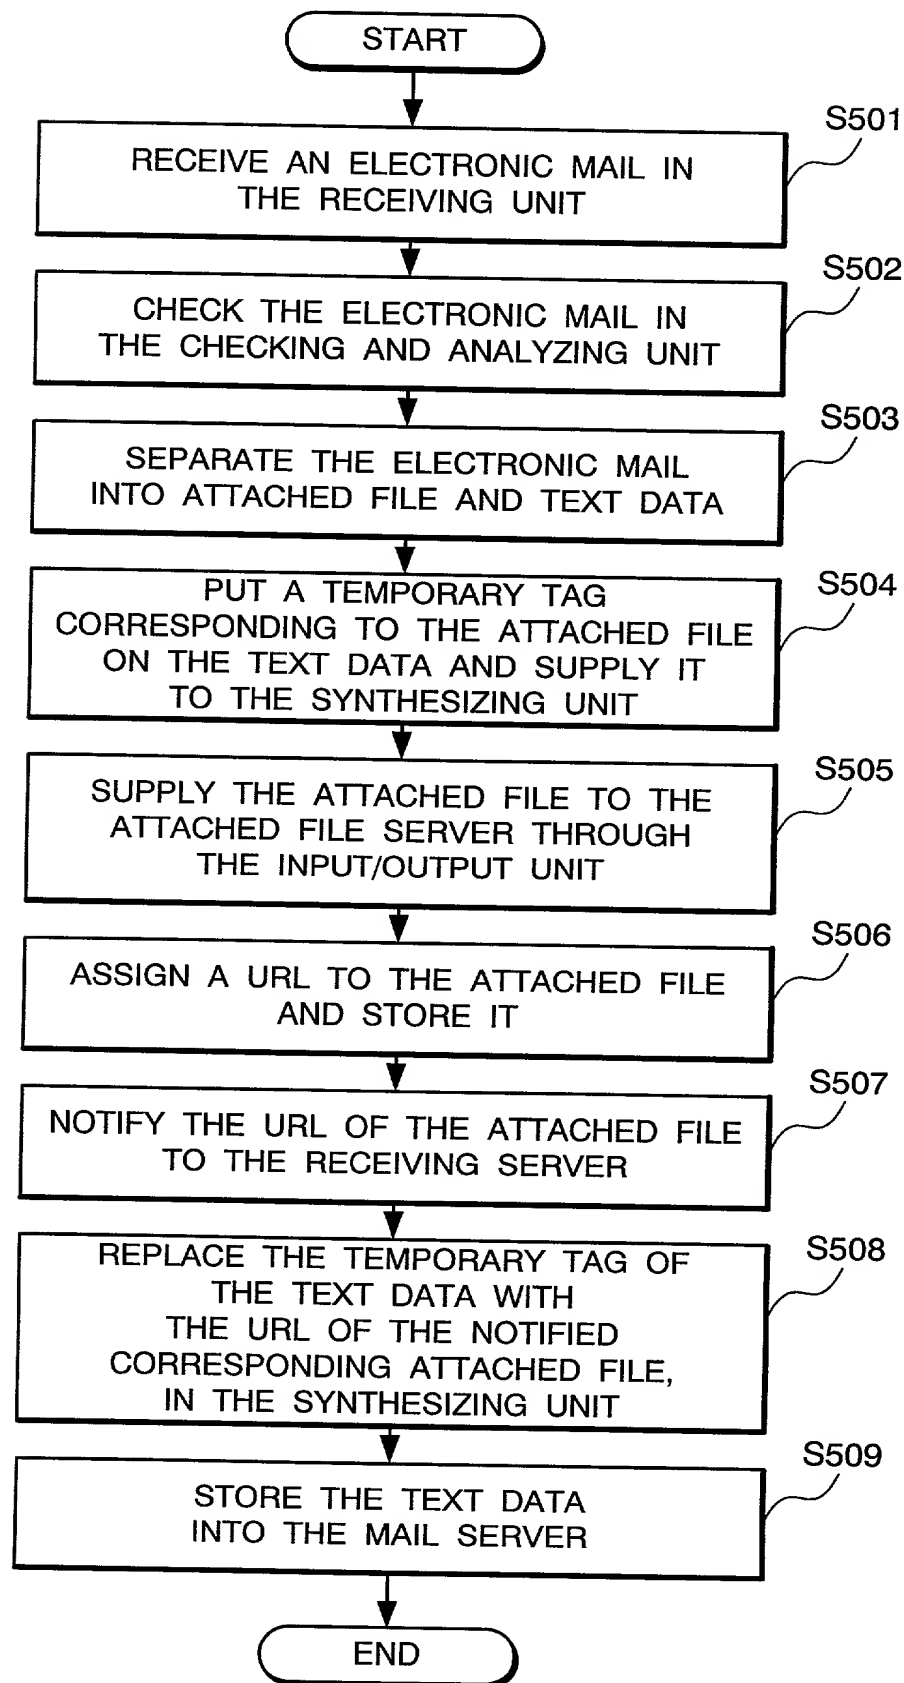 START
S501
RECEIVE AN ELECTRONIC MAIL IN
THE RECEIVING UNIT
S502
CHECK THE ELECTRONIC MAIL IN
THE CHECKING AND ANALYZING UNIT
S503
SEPARATE THE ELECTRONIC MAIL
INTO ATTACHED FILE AND TEXT DATA
S504
PUT A TEMPORARY TAG
CORRESPONDING TO THE ATTACHED FILE
ON THE TEXT DATA AND SUPPLY IT
TO THE SYNTHESIZING UNIT
S505
SUPPLY THE ATTACHED FILE TO THE
ATTACHED FILE SERVER THROUGH
THE INPUT/OUTPUT UNIT
S506
ASSIGN A URL TO THE ATTACHED FILE
AND STORE IT
S507
NOTIFY THE URL OF THE ATTACHED FILE
TO THE RECEIVING SERVER
S508
REPLACE THE TEMPORARY TAG OF
THE TEXT DATA WITH
THE URL OF THE NOTIFIED
CORRESPONDING ATTACHED FILE,
IN THE SYNTHESIZING UNIT
S509
STORE THE TEXT DATA
INTO THE MAIL SERVER
END